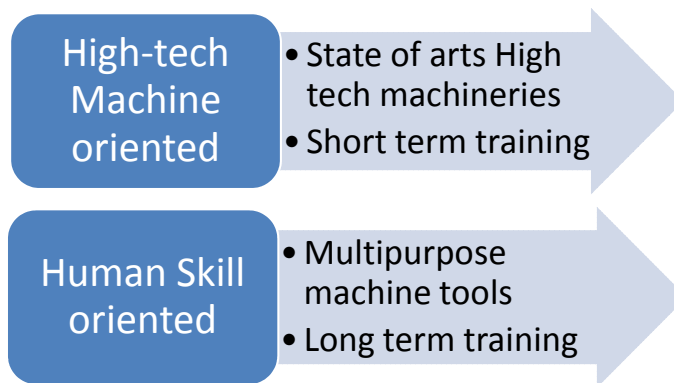 High-tech
Machine
oriented
• State of arts High
tech machineries
• Short term training
Human Skill
oriented
• Multipurpose
machine tools
• Long term training